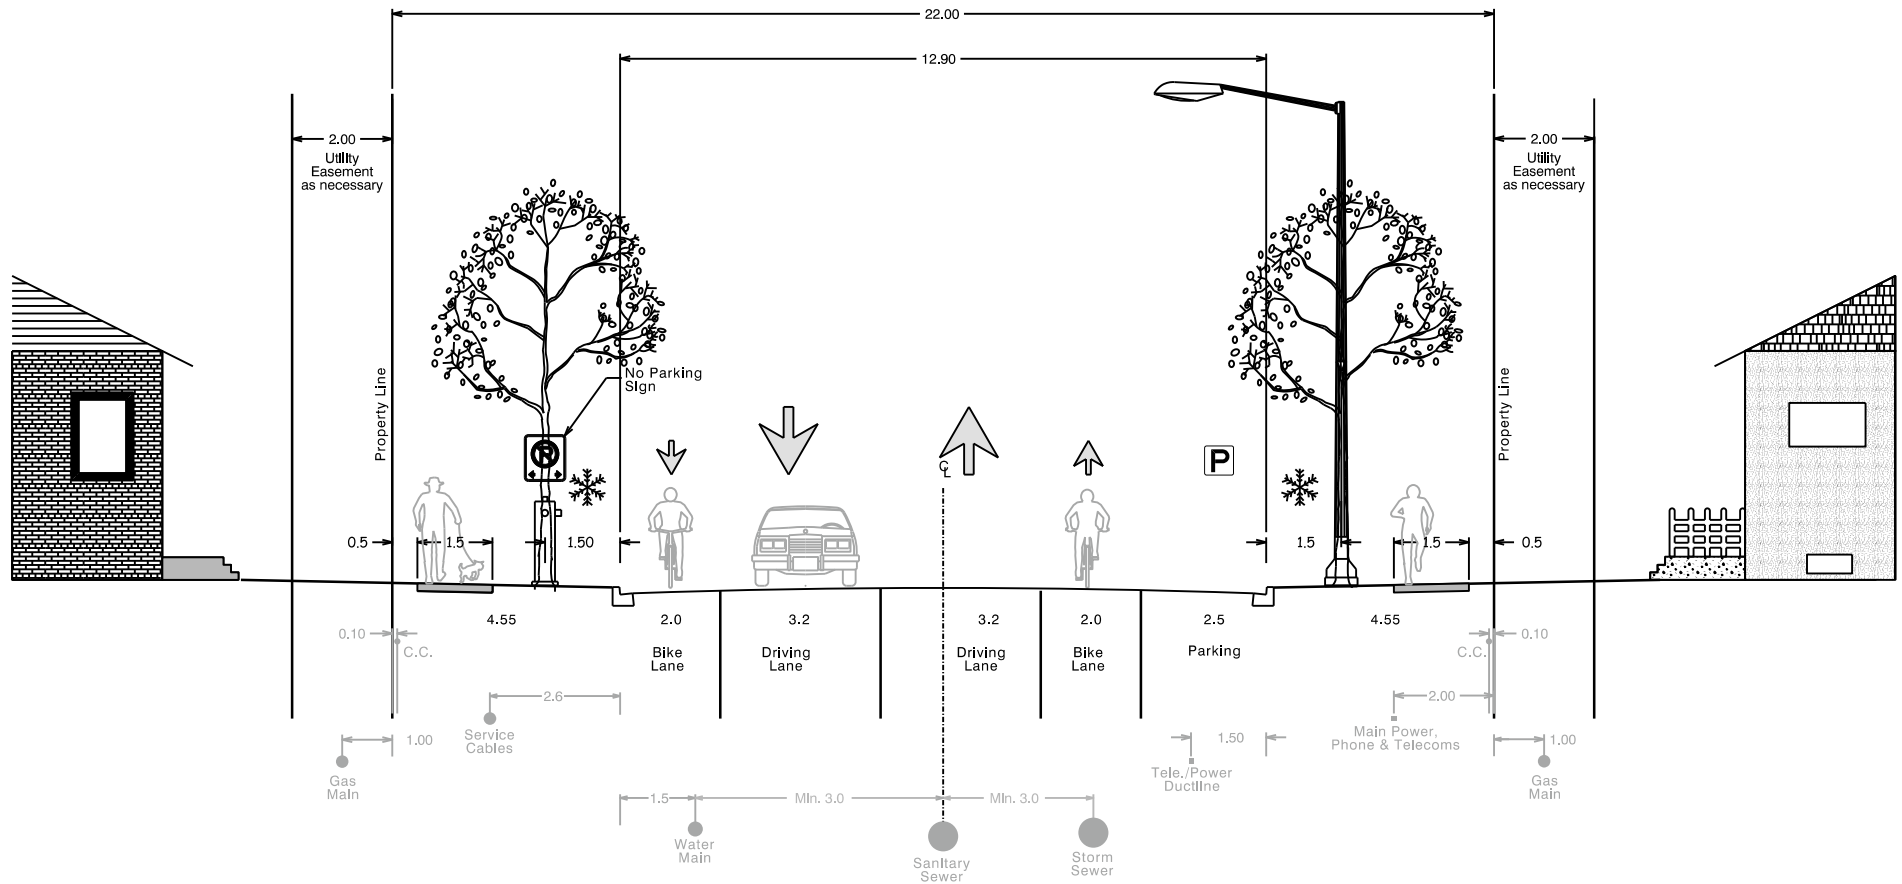 22.00
12.90
2.00
Utility
Easement
as necessary
2.00
Utility
Easement
as necessary
No Parking
Sign
Property Line
Property Line
P
C
L
P
0.5
1.5
1.50
1.5
1.5
0.5
4.55
2.0
3.2
3.2
2.0
2.5
4.55
0.10
C.C.
Bike
Lane
Driving
Lane
Driving
Lane
Bike
Lane
Parking
0.10
C.C.
2.6
2.00
Service
Cables
Main Power,
Phone & Telecoms
1.00
1.50
1.00
Gas
Main
Tele./Power
Ductline
Gas
Main
1.5
Min. 3.0
Min. 3.0
Water
Main
Sanitary
Sewer
Storm
Sewer